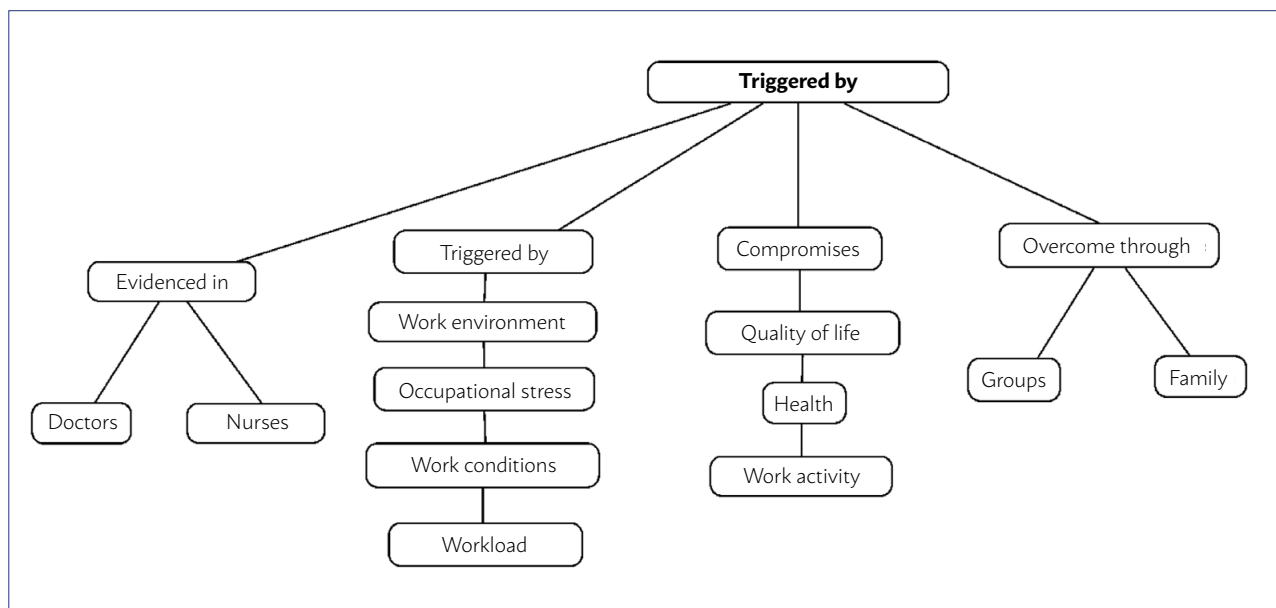 Triggered by
Evidenced in
Doctors
Nurses
Triggered by
Work environment
Occupational stress
Work conditions
Workload
Compromises
Quality of life
Health
Work activity
Overcome through
Groups
Family